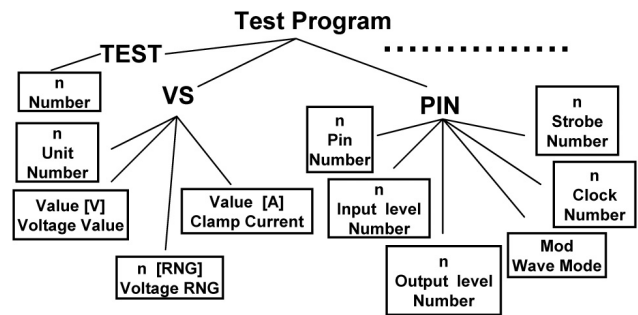 Test Program
TEST
n
Number
VS
n
Unit
Number
Value [V]
Voltage Value
n [RNG]
Voltage RNG
Value [A]
Clamp Current
PIN
n
Pin
Number
n
Input level
Number
n
Output level
Number
Mod
Wave Mode
n
Clock
Number
n
Strobe
Number